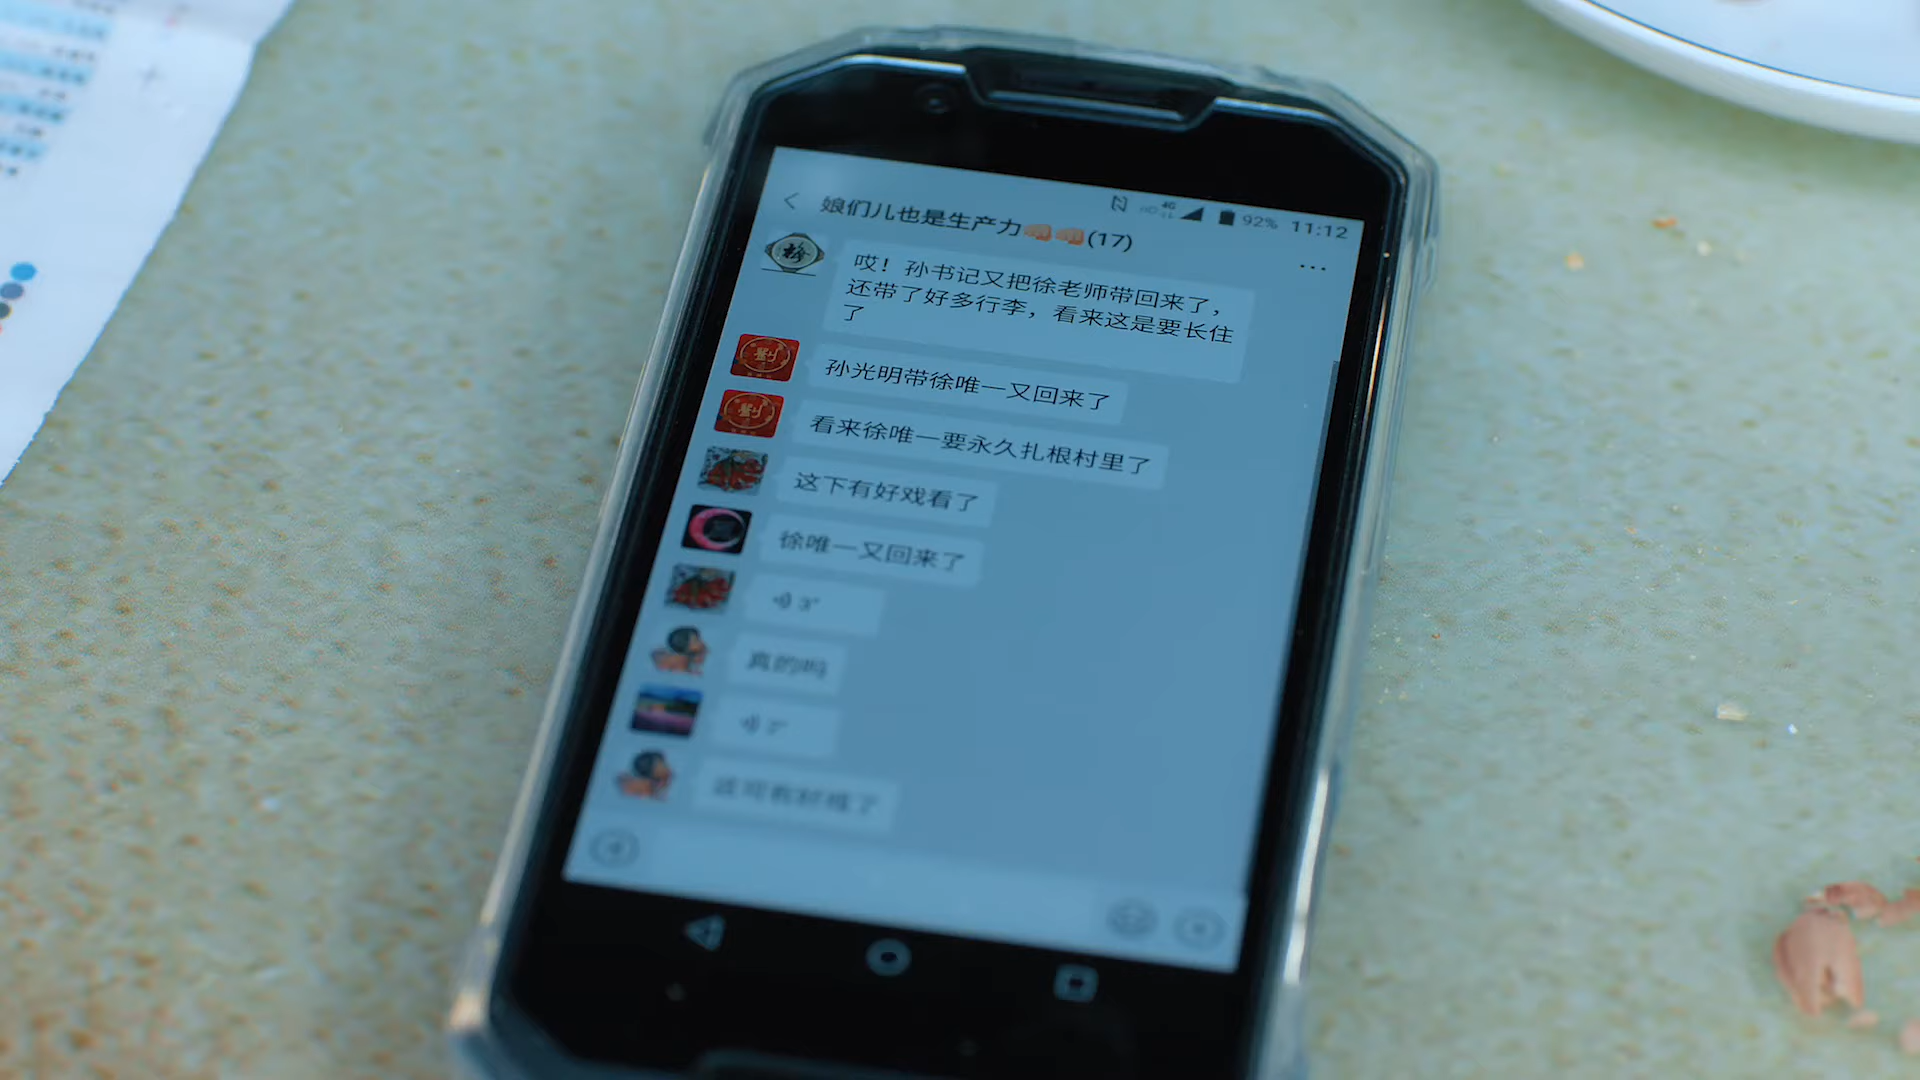 92% 11:12
娘们儿也是生产力👊👊(17)
哎！孙书记又把徐老师带回来了，
还带了好多行李，看来这是要长住
了
孙光明带徐唯一又回来了
看来徐唯一要永久扎根村里了
这下有好戏看了
徐唯一又回来了
3"
真的吗
2"